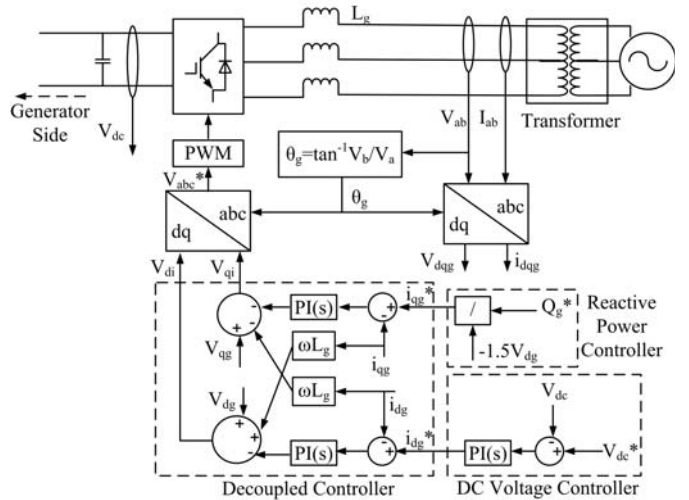 L_g
Generator
Side
V_dc
V_ab
I_ab
Transformer
PWM
θ_g=tan⁻¹V_b/V_a
V_abc*
θ_g
abc
dq
abc
dq
V_di
V_qi
V_dqg
i_dqg
PI(s)
i_qg*
/
Q_g*
Reactive
Power
Controller
-
-
+
-
+
V_qg
ωL_g
i_qg
-1.5V_dg
V_dg
ωL_g
i_dg
V_dc
+
+
-
PI(s)
-
+
i_dg*
PI(s)
-
+
V_dc*
Decoupled Controller
DC Voltage Controller